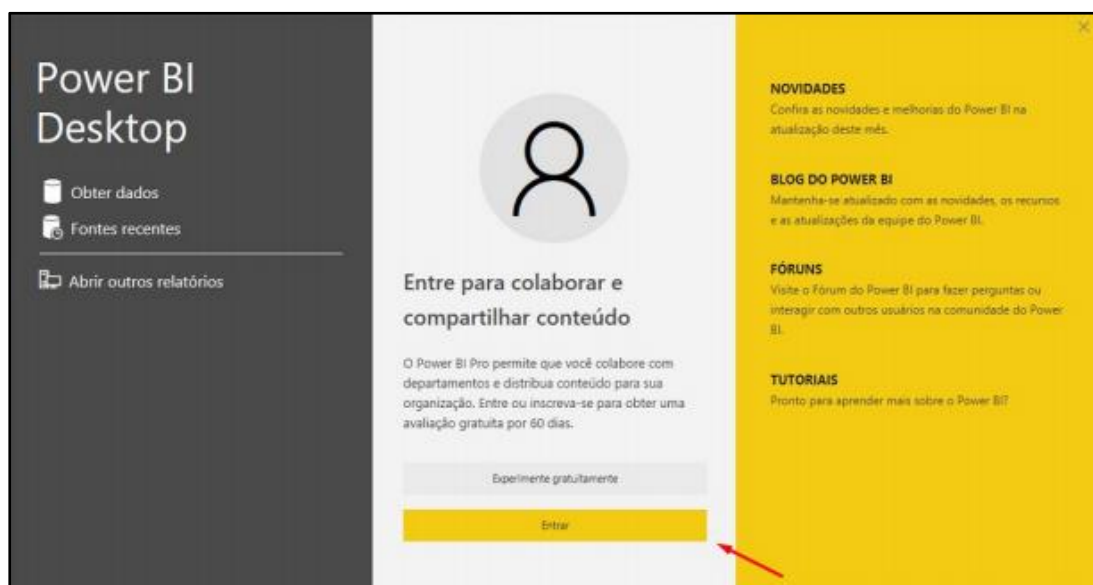 Power BI
Desktop
Obter dados
Fontes recentes
Abrir outros relatórios
Entre para colaborar e
compartilhar conteúdo
O Power BI Pro permite que você colabore com
departamentos e distribua conteúdo para sua
organização. Entre ou inscreva-se para obter uma
avaliação gratuita por 60 dias.
Experimente gratuitamente
Entrar
NOVIDADES
Confira as novidades e melhorias do Power BI na
atualização deste mês.
BLOG DO POWER BI
Mantenha-se atualizado com as novidades, os recursos
e as atualizações da equipe do Power BI.
FÓRUNS
Visite o Fórum do Power BI para fazer perguntas ou
interagir com outros usuários na comunidade do Power
BI.
TUTORIAIS
Pronto para aprender mais sobre o Power BI?